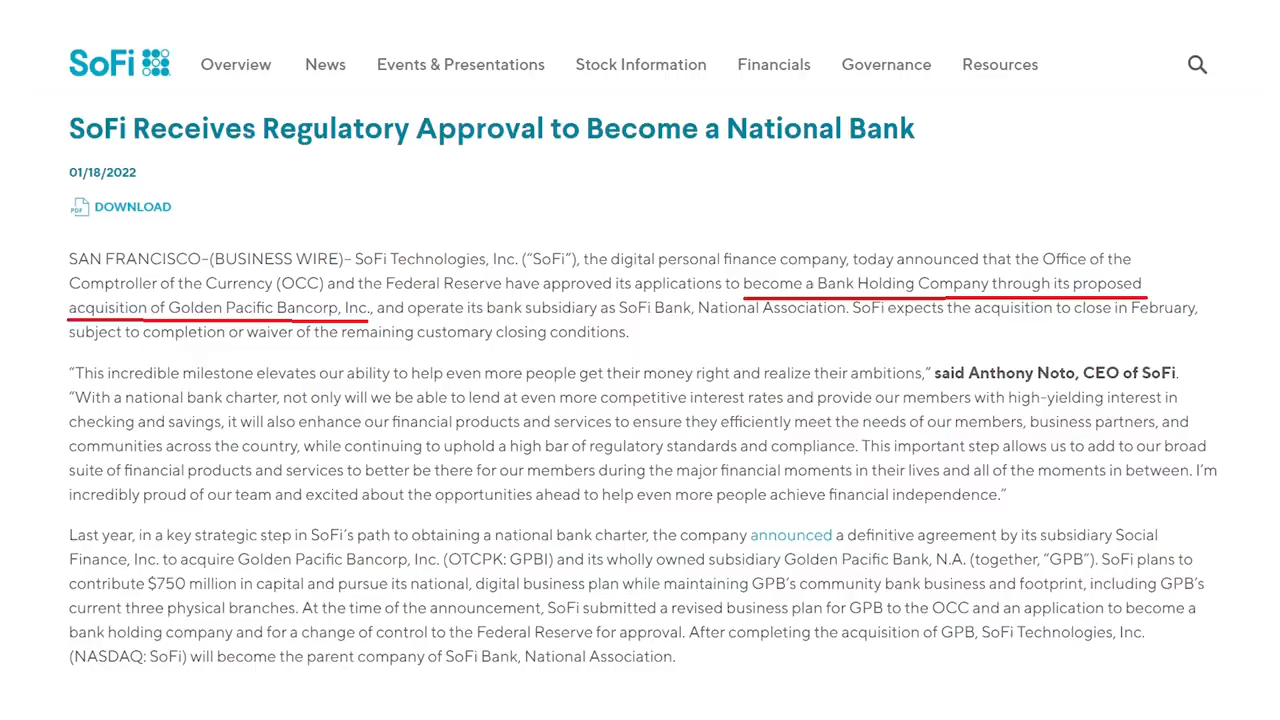 SoFi Overview News Events & Presentations Stock Information Financials Governance Resources
SoFi Receives Regulatory Approval to Become a National Bank
01/18/2022
PDF DOWNLOAD
SAN FRANCISCO–(BUSINESS WIRE)– SoFi Technologies, Inc. (“SoFi”), the digital personal finance company, today announced that the Office of the
Comptroller of the Currency (OCC) and the Federal Reserve have approved its applications to become a Bank Holding Company through its proposed
acquisition of Golden Pacific Bancorp, Inc., and operate its bank subsidiary as SoFi Bank, National Association. SoFi expects the acquisition to close in February,
subject to completion or waiver of the remaining customary closing conditions.
“This incredible milestone elevates our ability to help even more people get their money right and realize their ambitions,” said Anthony Noto, CEO of SoFi.
“With a national bank charter, not only will we be able to lend at even more competitive interest rates and provide our members with high-yielding interest in
checking and savings, it will also enhance our financial products and services to ensure they efficiently meet the needs of our members, business partners, and
communities across the country, while continuing to uphold a high bar of regulatory standards and compliance. This important step allows us to add to our broad
suite of financial products and services to better be there for our members during the major financial moments in their lives and all of the moments in between. I’m
incredibly proud of our team and excited about the opportunities ahead to help even more people achieve financial independence.”
Last year, in a key strategic step in SoFi’s path to obtaining a national bank charter, the company announced a definitive agreement by its subsidiary Social
Finance, Inc. to acquire Golden Pacific Bancorp, Inc. (OTCPK: GPBI) and its wholly owned subsidiary Golden Pacific Bank, N.A. (together, “GPB”). SoFi plans to
contribute $750 million in capital and pursue its national, digital business plan while maintaining GPB’s community bank business and footprint, including GPB’s
current three physical branches. At the time of the announcement, SoFi submitted a revised business plan for GPB to the OCC and an application to become a
bank holding company and for a change of control to the Federal Reserve for approval. After completing the acquisition of GPB, SoFi Technologies, Inc.
(NASDAQ: SoFi) will become the parent company of SoFi Bank, National Association.